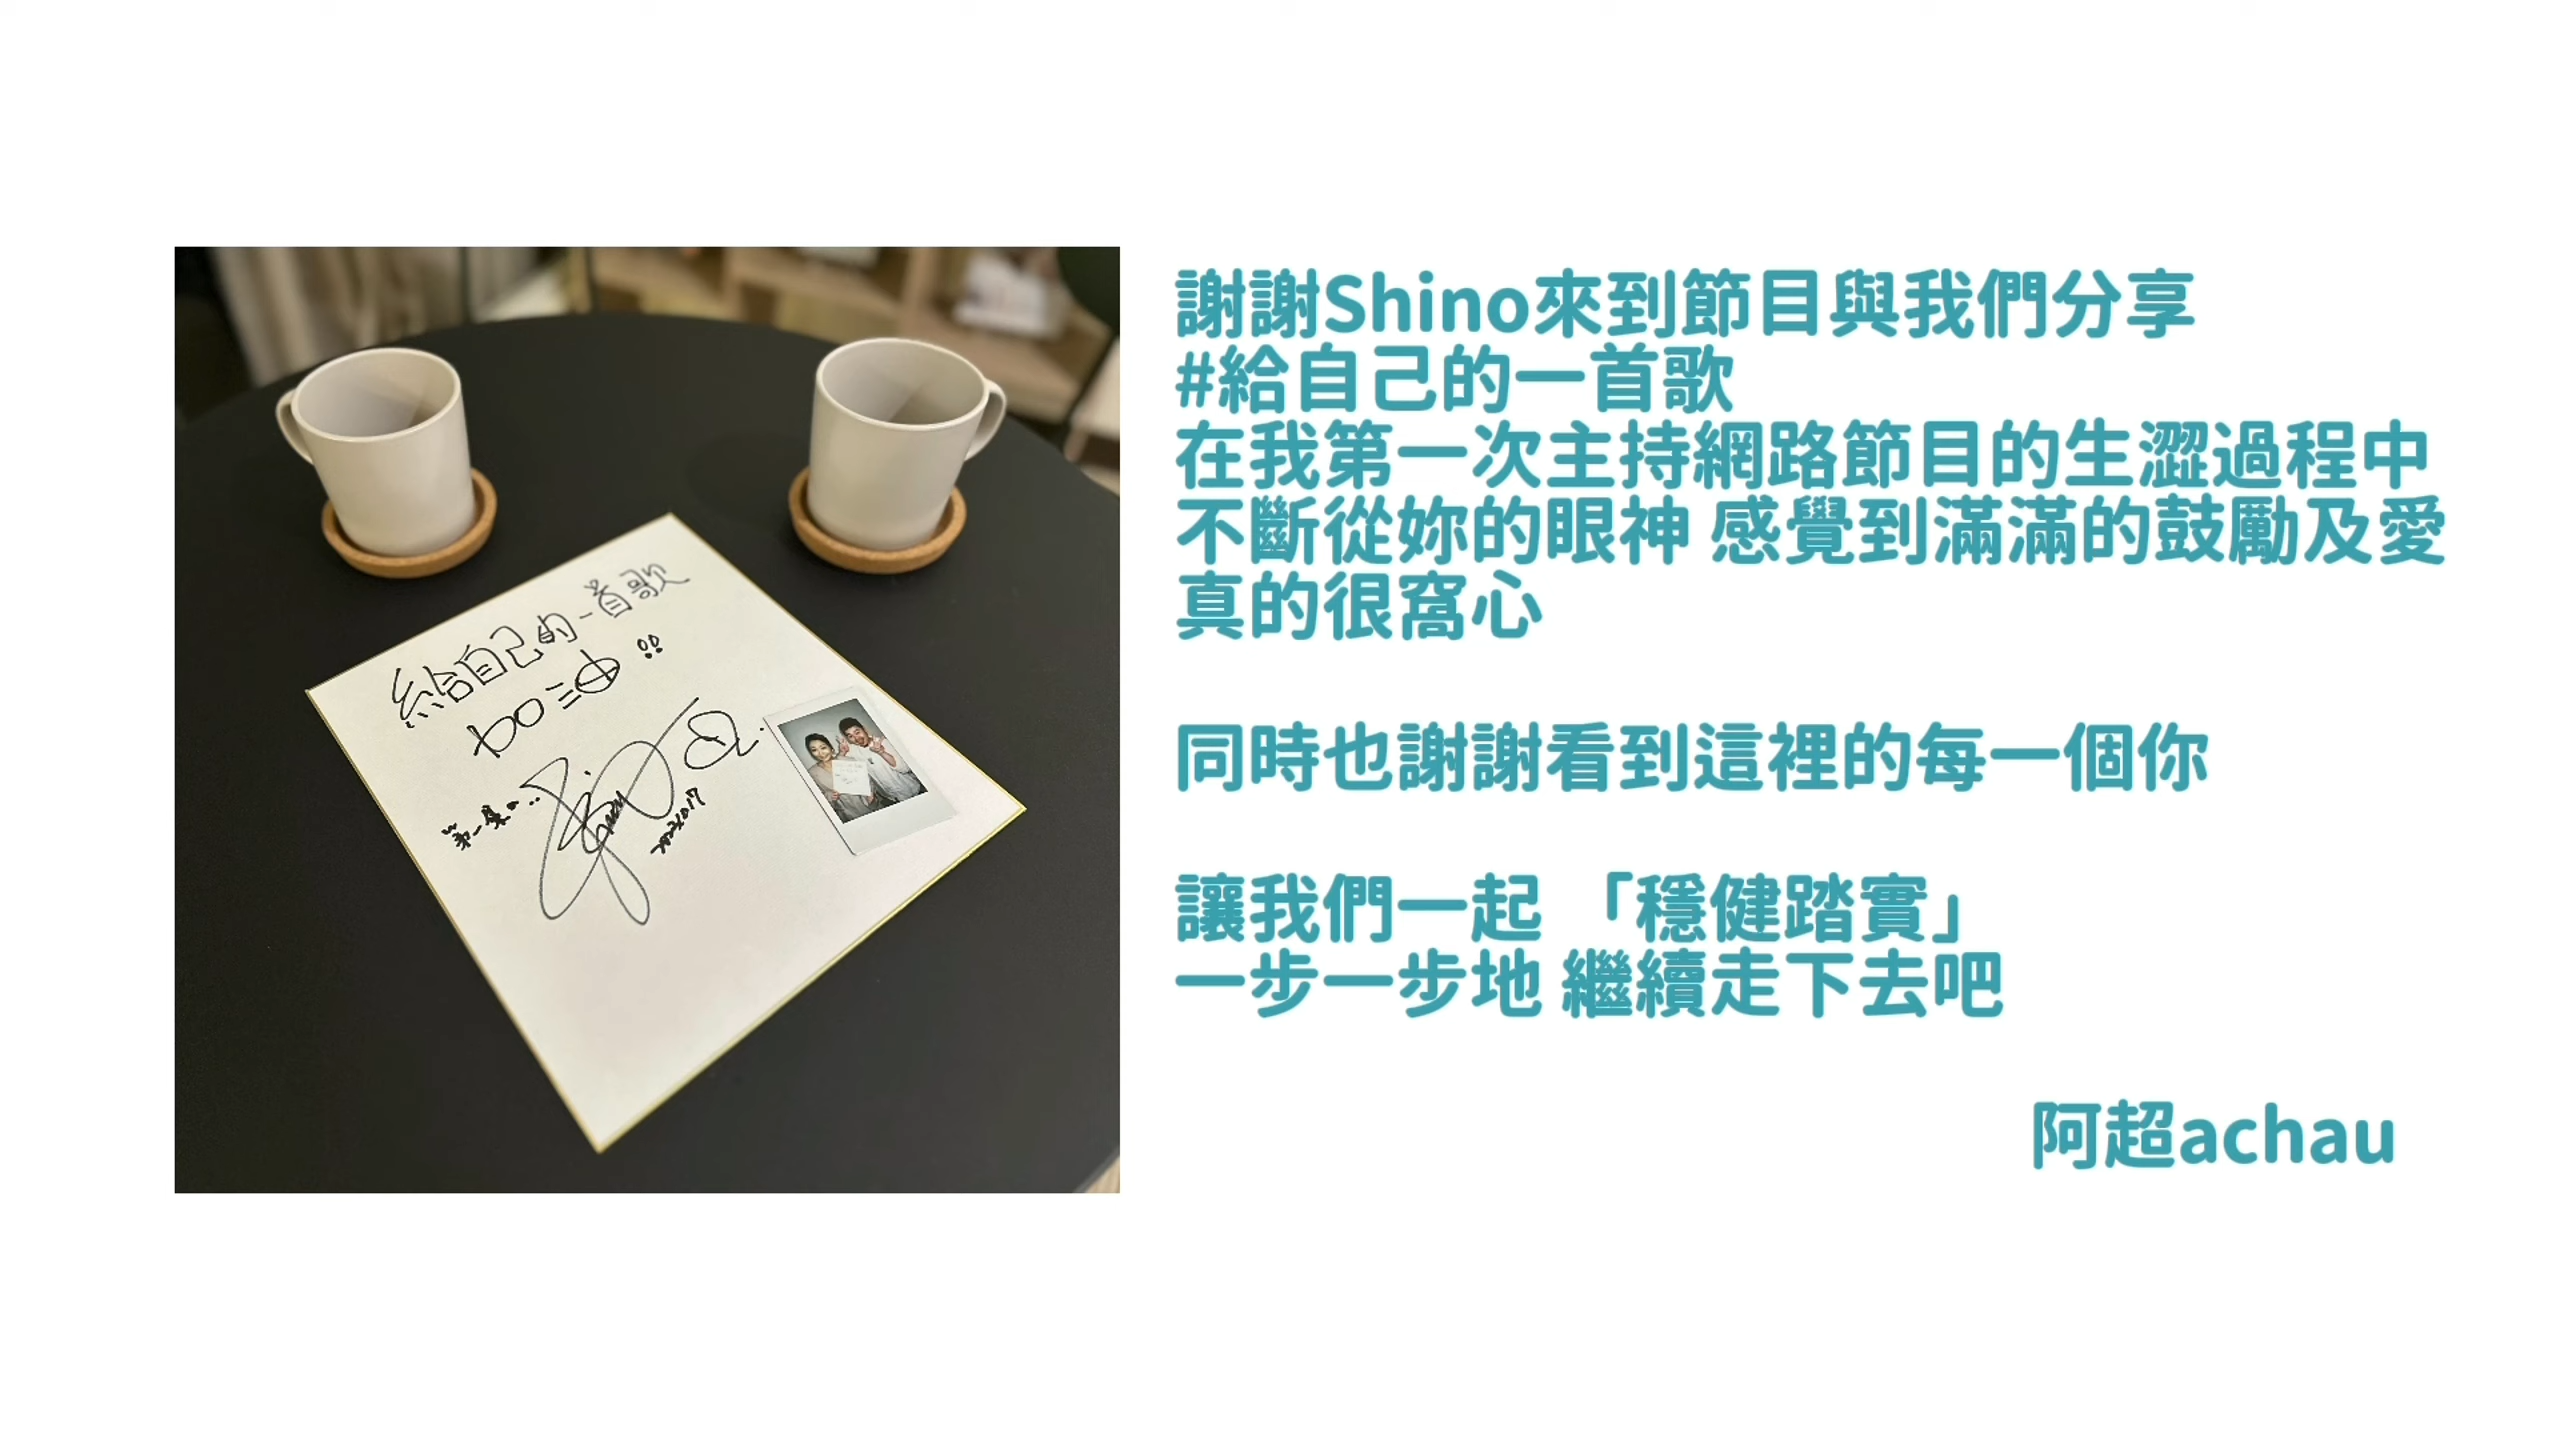 給自己的一首歌
加油!!
第一集の
謝謝Shino來到節目與我們分享
#給自己的一首歌
在我第一次主持網路節目的生澀過程中
不斷從妳的眼神 感覺到滿滿的鼓勵及愛
真的很窩心
同時也謝謝看到這裡的每一個你
讓我們一起 「穩健踏實」
一步一步地 繼續走下去吧
阿超achau